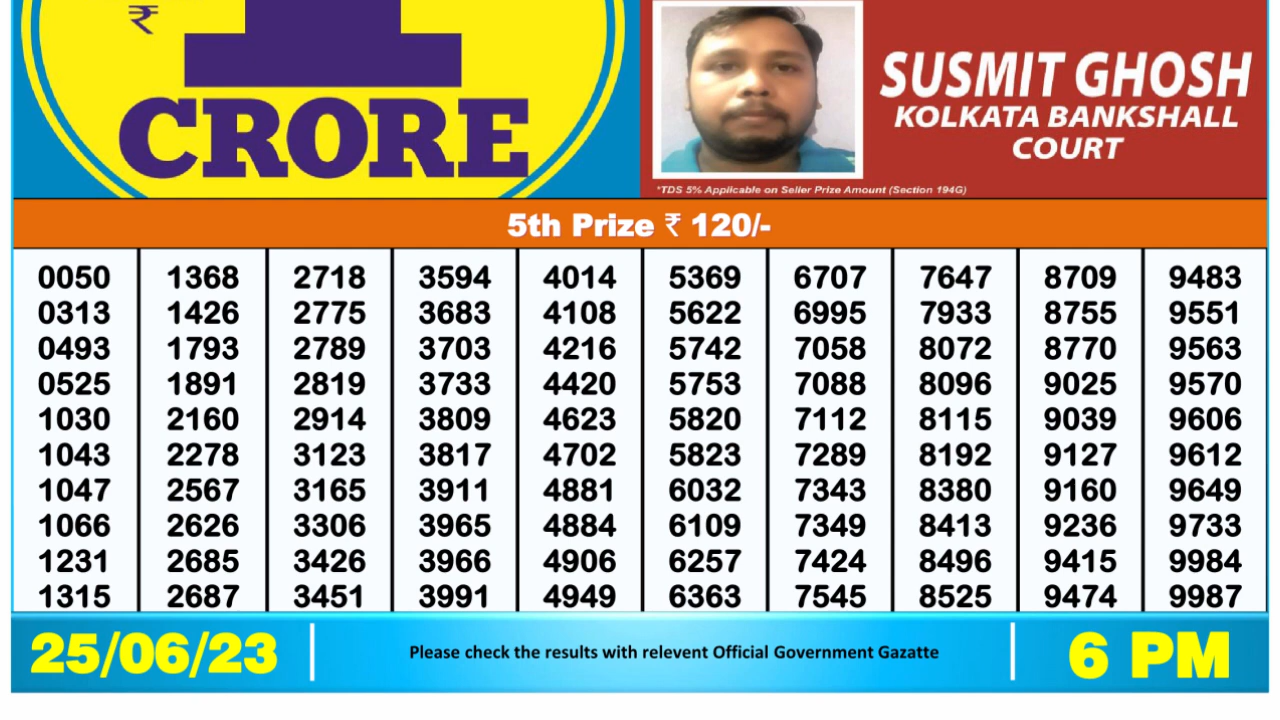 ₹
1
CRORE
SUSMIT GHOSH
KOLKATA BANKSHALL
COURT
*TDS 5% Applicable on Seller Prize Amount (Section 194G)
5th Prize ₹ 120/-
0050 1368 2718 3594 4014 5369 6707 7647 8709 9483
0313 1426 2775 3683 4108 5622 6995 7933 8755 9551
0493 1793 2789 3703 4216 5742 7058 8072 8770 9563
0525 1891 2819 3733 4420 5753 7088 8096 9025 9570
1030 2160 2914 3809 4623 5820 7112 8115 9039 9606
1043 2278 3123 3817 4702 5823 7289 8192 9127 9612
1047 2567 3165 3911 4881 6032 7343 8380 9160 9649
1066 2626 3306 3965 4884 6109 7349 8413 9236 9733
1231 2685 3426 3966 4906 6257 7424 8496 9415 9984
1315 2687 3451 3991 4949 6363 7545 8525 9474 9987
25/06/23
Please check the results with relevent Official Government Gazatte
6 PM